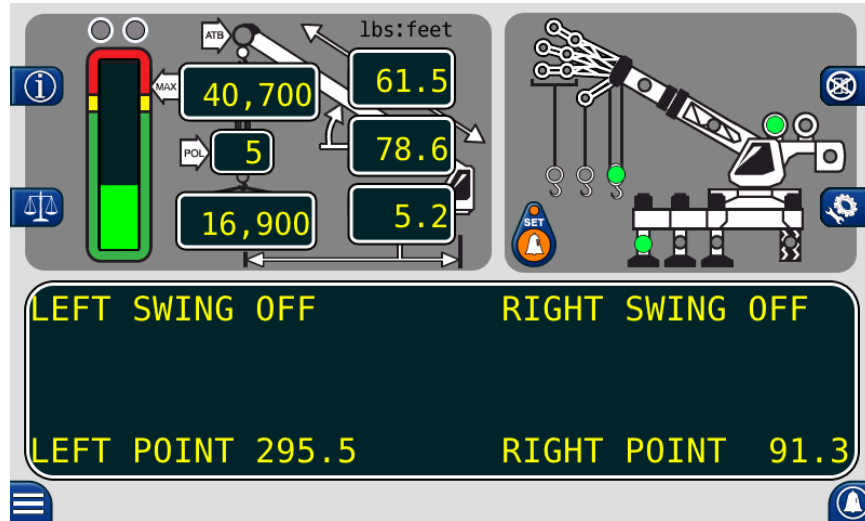 lbs:feet
ATB
61.5
MAX
40,700
POL
5
78.6
16,900
5.2
SET
LEFT SWING OFF
RIGHT SWING OFF
LEFT POINT 295.5
RIGHT POINT 91.3